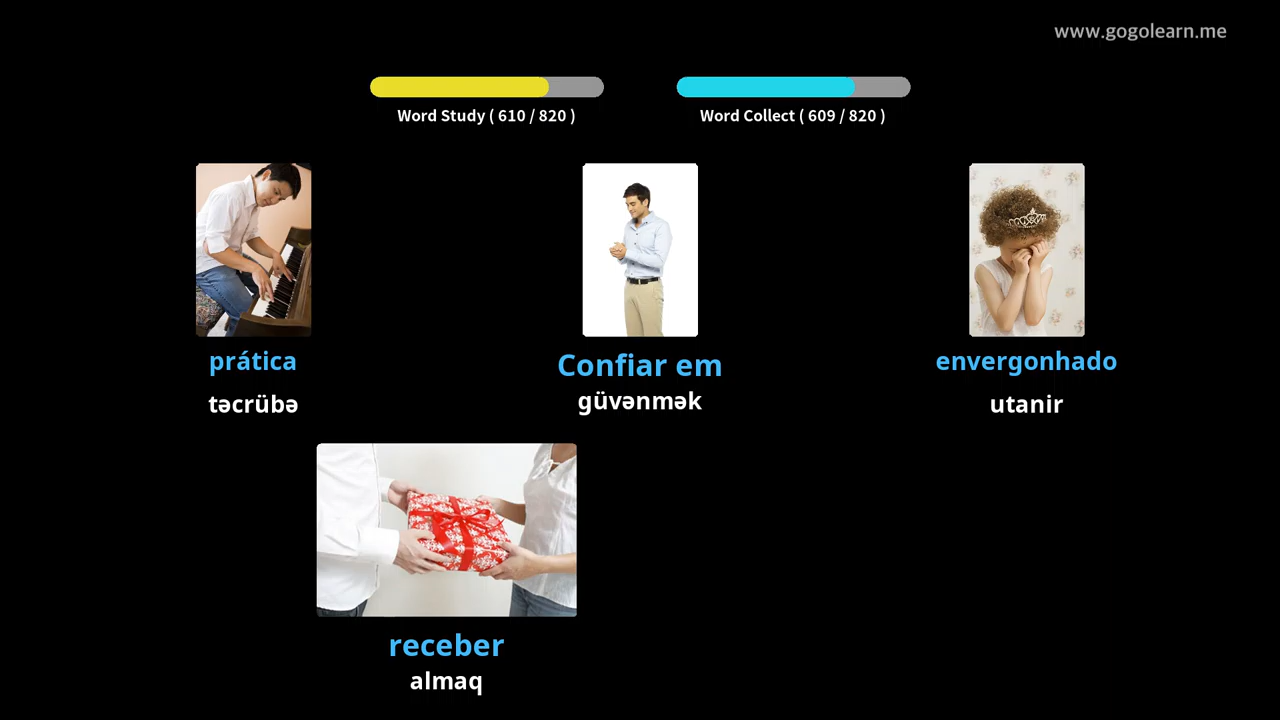 www.gogolearn.me
Word Study ( 610 / 820 )
Word Collect ( 609 / 820 )
prática
Confiar em
envergonhado
təcrübə
güvənmək
utanir
receber
almaq